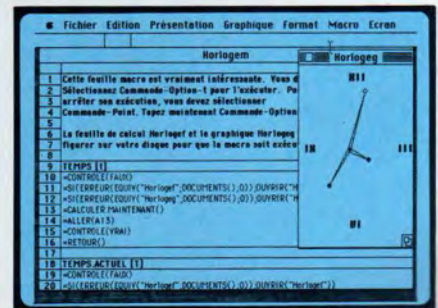 Fichier Edition Présentation Graphique Format Macro Ecran
Horlogem
1 Cette feuille macro est vraiment intéressante. Vous d
2 Sélectionnez Commande-Option-t pour l'exécuter. Po
3 arrêter son exécution, vous devez sélectionner
4 Commande-Point. Tapez maintenant Commande-Option
5
6 La feuille de calcul Horlogef et le graphique Horlogeg
7 figurer sur votre disque pour que la macro soit exécu
8
9 TEMPS [t]
10 =CONTROLE(FAUX)
11 =SI(ERREUR(EQUIV("Horlogef";DOCUMENTS();0));OUVRIR("H
12 =SI(ERREUR(EQUIV("Horlogeg";DOCUMENTS();0));OUVRIR("H
13 =CALCULER.MAINTENANT()
14 =ALLER(A13)
15 =CONTROLE(VRAI)
16 =RETOUR()
17
18 TEMPS.ACTUEL [T]
19 =CONTROLE(FAUX)
20 =SI(ERREUR(EQUIV("Horlogef";DOCUMENTS();0));OUVRIR("Horlogef"))
Horlogeg
XII
IX
III
VI